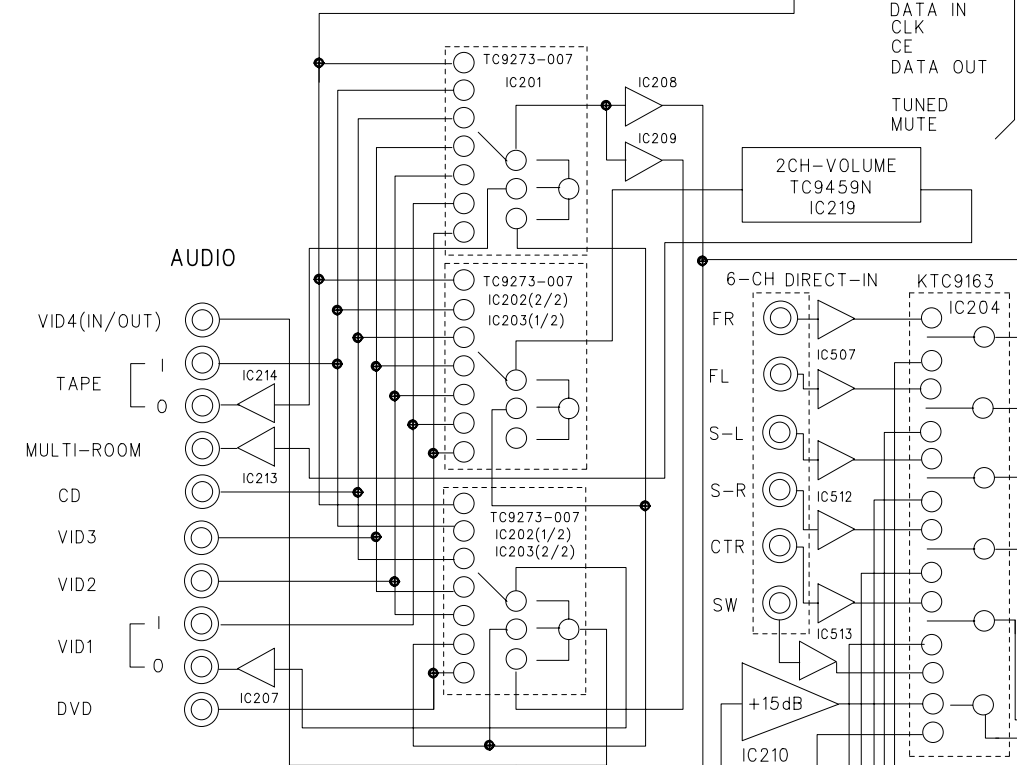 DATA IN
CLK
CE
DATA OUT
TUNED
MUTE
TC9273-007
IC201
IC208
IC209
2CH-VOLUME
TC9459N
IC219
AUDIO
TC9273-007
IC202(2/2)
IC203(1/2)
6-CH DIRECT-IN
KTC9163
IC204
VID4(IN/OUT)
FR
IC507
TAPE
I
O
IC214
FL
MULTI-ROOM
IC213
S-L
CD
S-R
IC512
TC9273-007
IC202(1/2)
IC203(2/2)
VID3
CTR
VID2
SW
IC513
VID1
I
O
IC207
DVD
+15dB
IC210